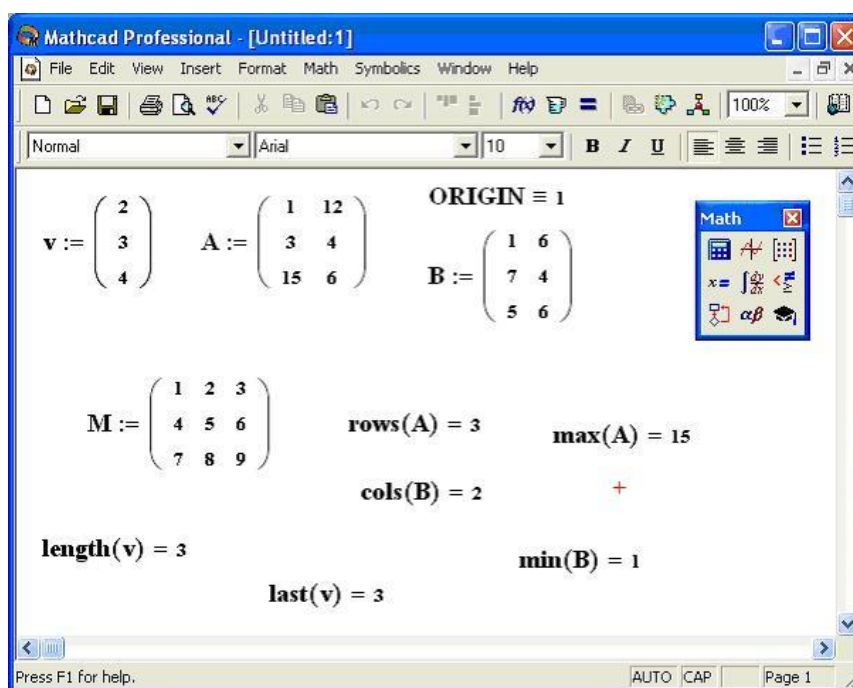 Mathcad Professional - [Untitled:1]
File Edit View Insert Format Math Symbolics Window Help
ABC f(x) = 100%
Normal Arial 10 B I U
v := ( 2 3 4 )
A := ( 1 12 3 4 15 6 )
ORIGIN ≡ 1
B := ( 1 6 7 4 5 6 )
Math
x= ∫ dy/dx <≠≥
αβ
M := ( 1 2 3 4 5 6 7 8 9 )
rows(A) = 3
max(A) = 15
cols(B) = 2
length(v) = 3
min(B) = 1
last(v) = 3
Press F1 for help. AUTO CAP Page 1